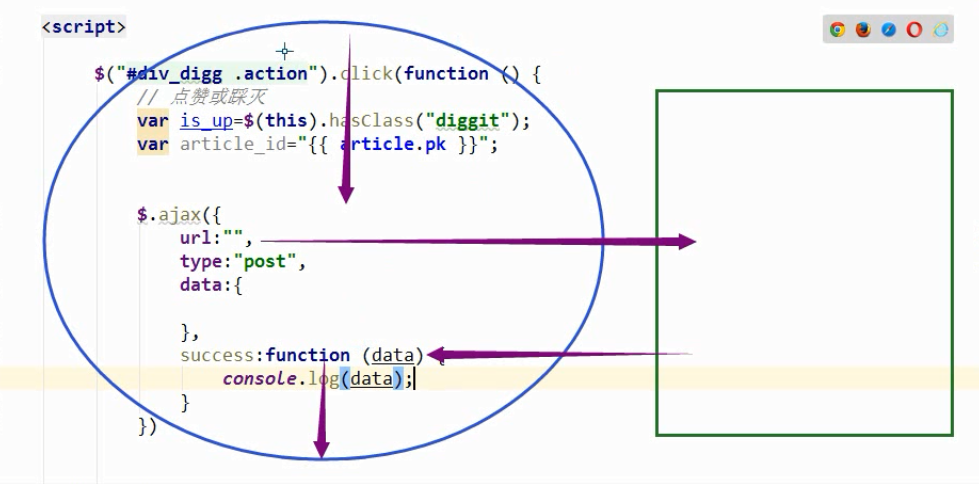 <script>
$("#div_digg .action").click(function () {
// 点赞或踩灭
var is_up=$(this).hasClass("diggit");
var article_id="{{ article.pk }}";
$.ajax({
url:"",
type:"post",
data:{
},
success:function (data) {
console.log(data);
}
})